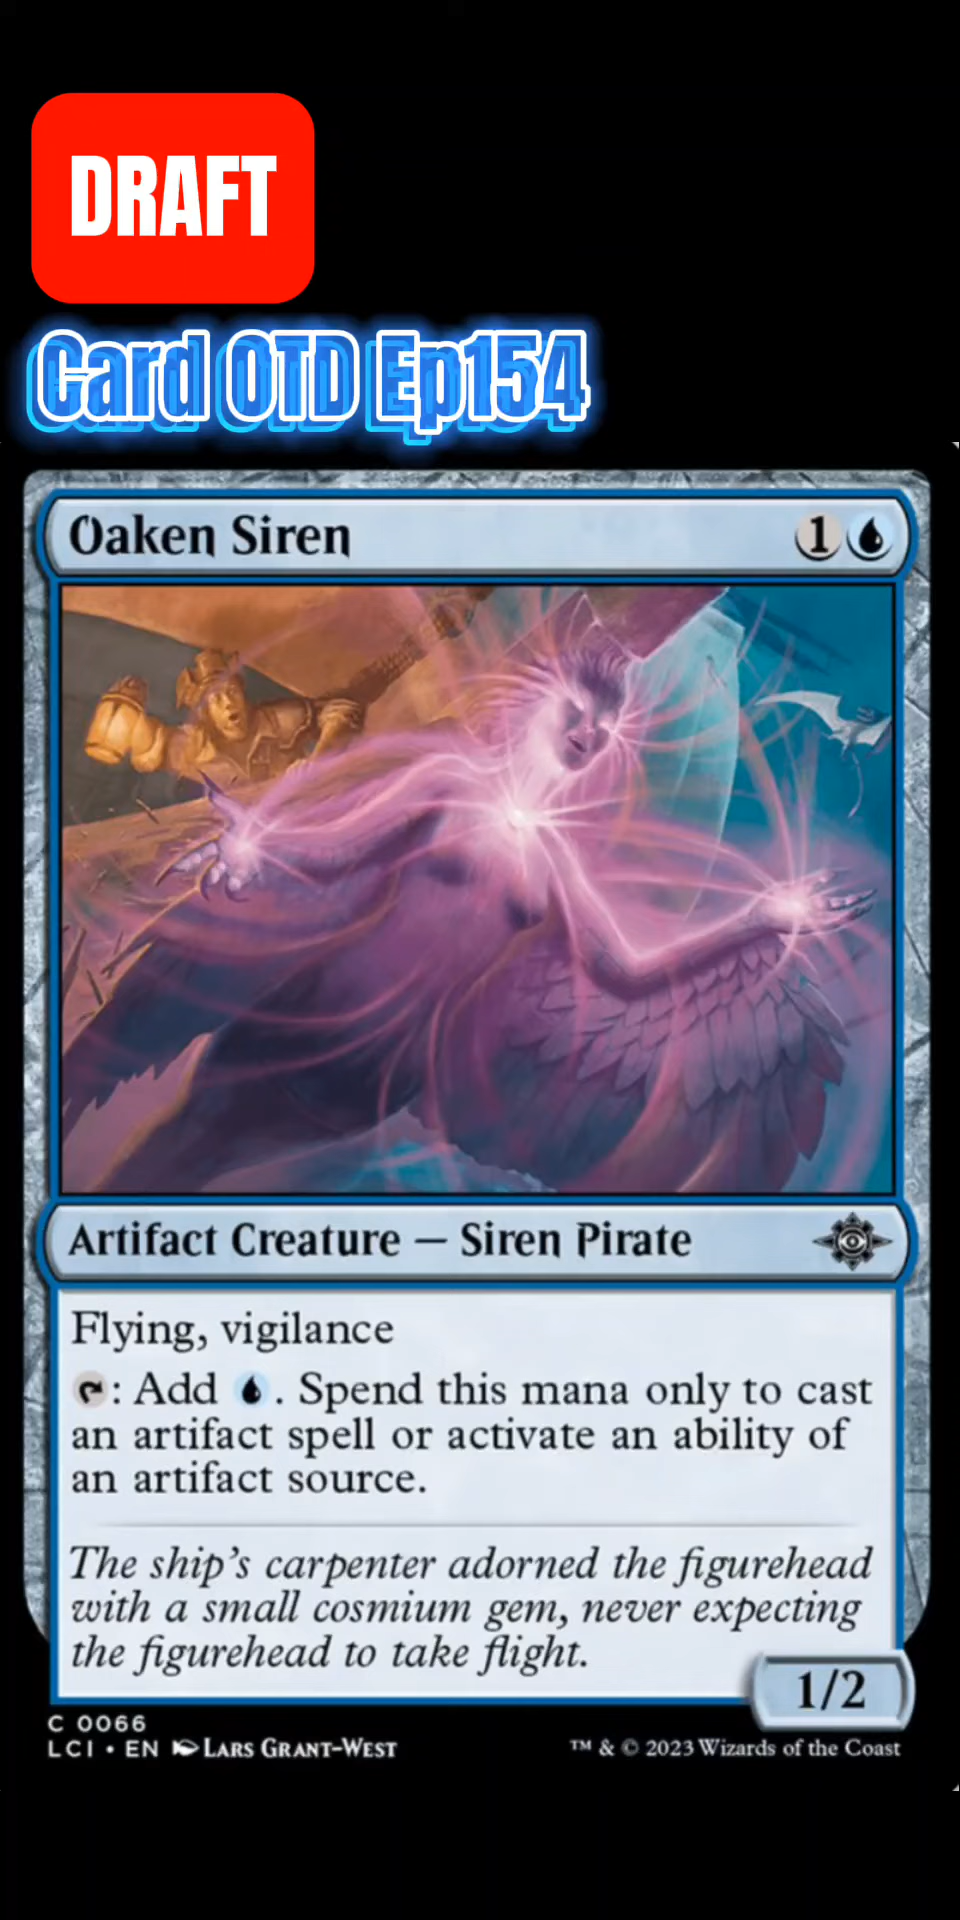 DRAFT
Card OTD Ep154
Oaken Siren 1
Artifact Creature — Siren Pirate
Flying, vigilance
: Add . Spend this mana only to cast
an artifact spell or activate an ability of
an artifact source.
The ship's carpenter adorned the figurehead
with a small cosmium gem, never expecting
the figurehead to take flight.
1/2
C 0066
LCI • EN Lars Grant-West
™ & © 2023 Wizards of the Coast